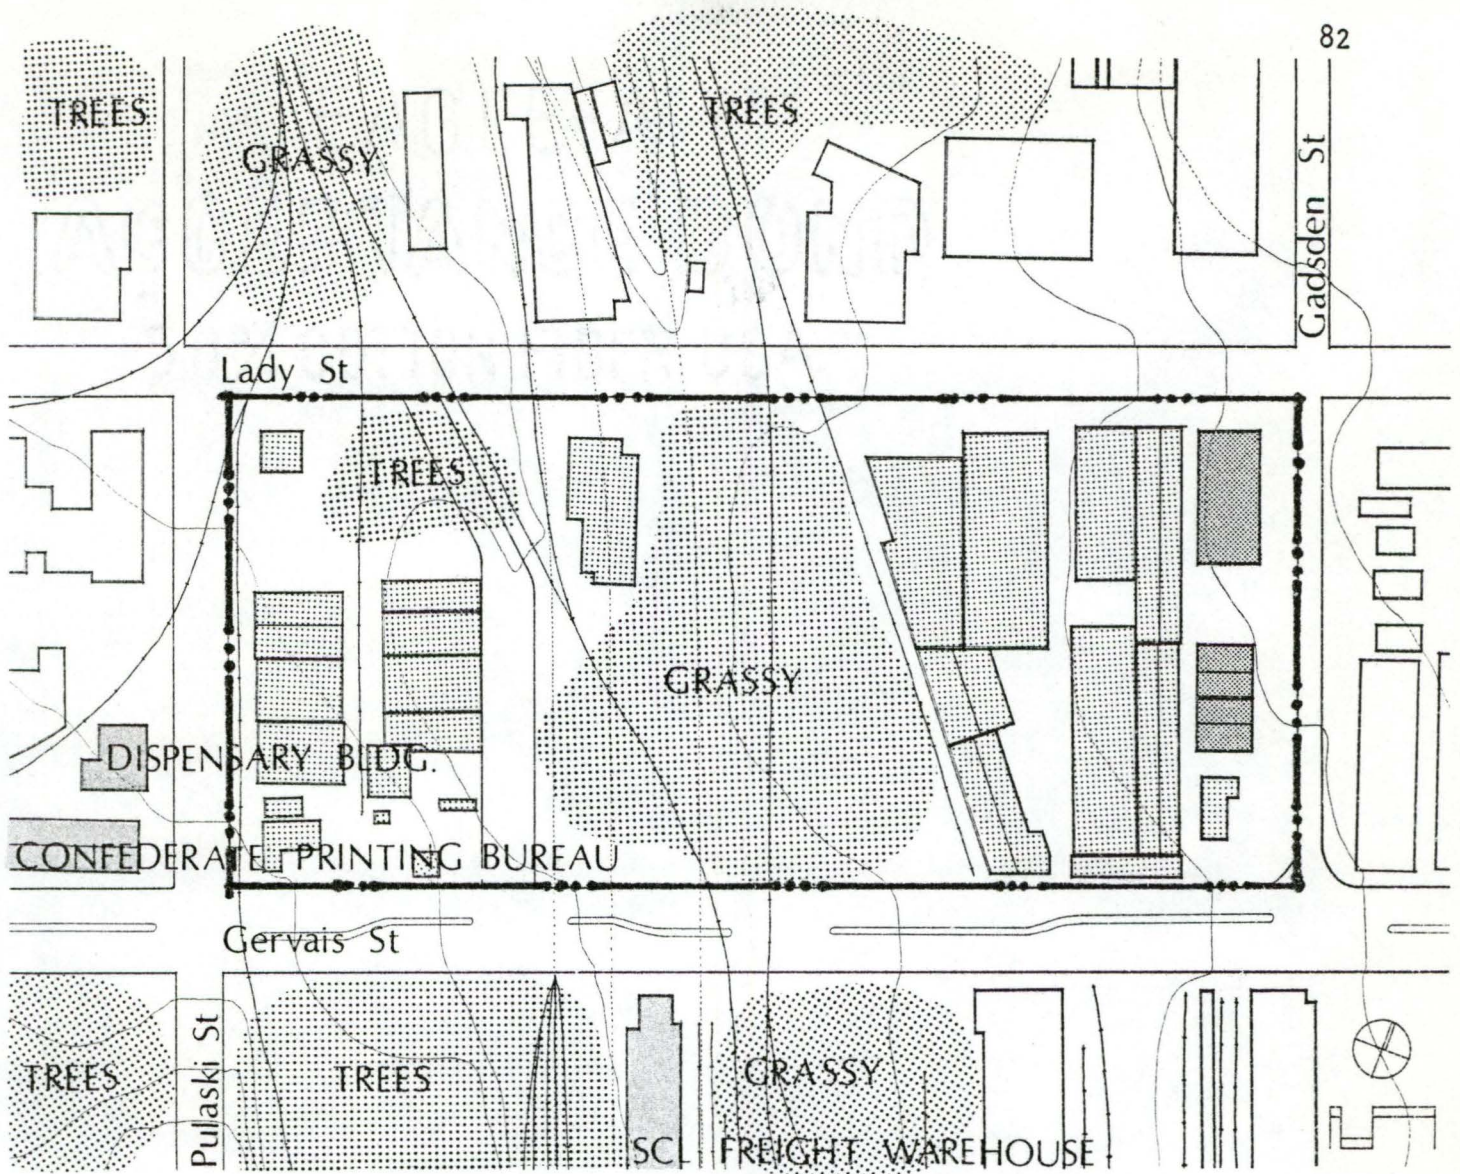 82
TREES
GRASSY
TREES
Gadsden St
Lady St
TREES
GRASSY
DISPENSARY BLDG.
CONFEDERATE PRINTING BUREAU
Gervais St
Pulaski St
TREES
TREES
GRASSY
SCL FREIGHT WAREHOUSE